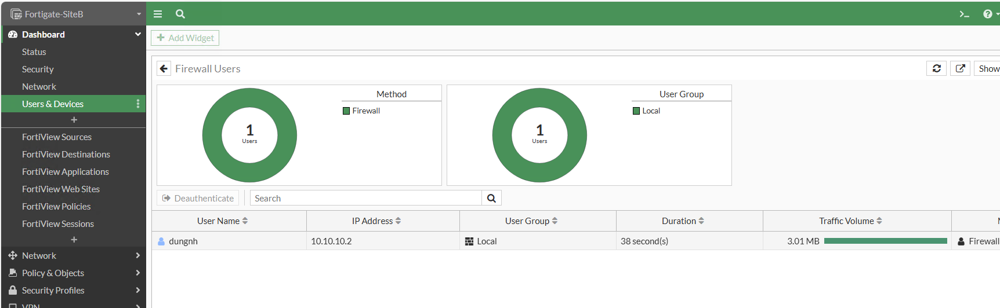 Fortigate-SiteB
Dashboard
Status
Security
Network
Users & Devices
FortiView Sources
FortiView Destinations
FortiView Applications
FortiView Web Sites
FortiView Policies
FortiView Sessions
Network
Policy & Objects
Security Profiles
VPN
Add Widget
Firewall Users
Show
1
Users
Method
Firewall
1
Users
User Group
Local
Deauthenticate
Search
User Name IP Address User Group Duration Traffic Volume
dungnh 10.10.10.2 Local 38 second(s) 3.01 MB Firewall